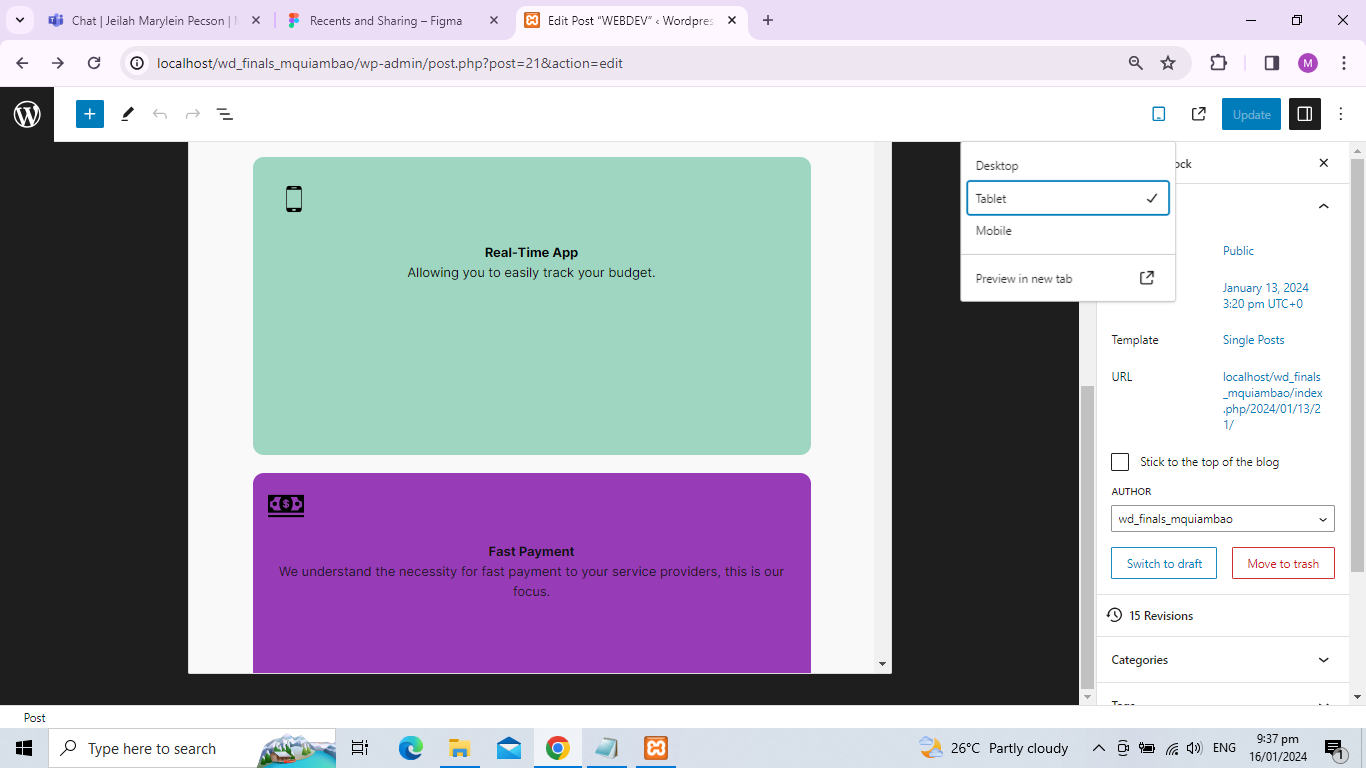 Chat | Jeilah Marylein Pecson |
Recents and Sharing – Figma
Edit Post “WEBDEV” ‹ Wordpres
localhost/wd_finals_mquiambao/wp-admin/post.php?post=21&action=edit
M
Update
Desktop
Tablet
Mobile
Preview in new tab
Public
January 13, 2024
3:20 pm UTC+0
Template
Single Posts
URL
localhost/wd_finals
_mquiambao/index
.php/2024/01/13/2
1/
Stick to the top of the blog
AUTHOR
wd_finals_mquiambao
Switch to draft
Move to trash
15 Revisions
Categories
Real-Time App
Allowing you to easily track your budget.
Fast Payment
We understand the necessity for fast payment to your service providers, this is our
focus.
Post
Type here to search
26°C Partly cloudy
ENG
9:37 pm
16/01/2024
1